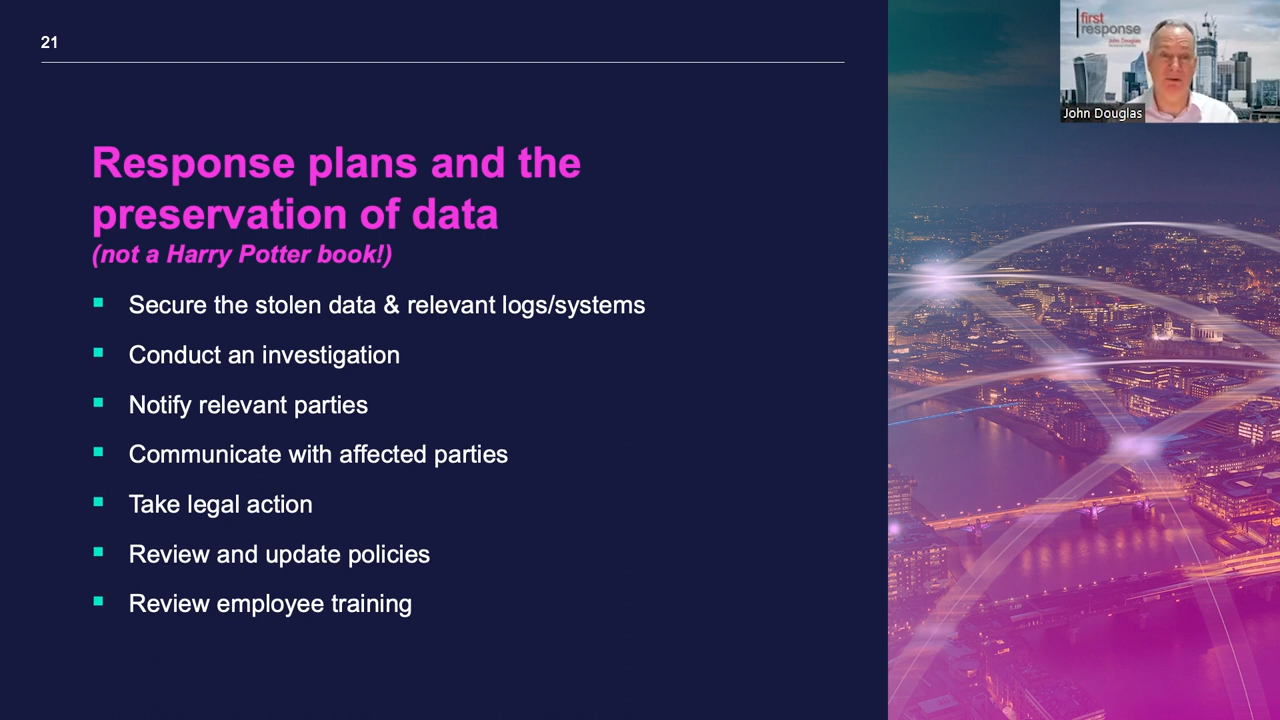 21
first
response
John Douglas
John Douglas
Response plans and the
preservation of data
(not a Harry Potter book!)
Secure the stolen data & relevant logs/systems
Conduct an investigation
Notify relevant parties
Communicate with affected parties
Take legal action
Review and update policies
Review employee training